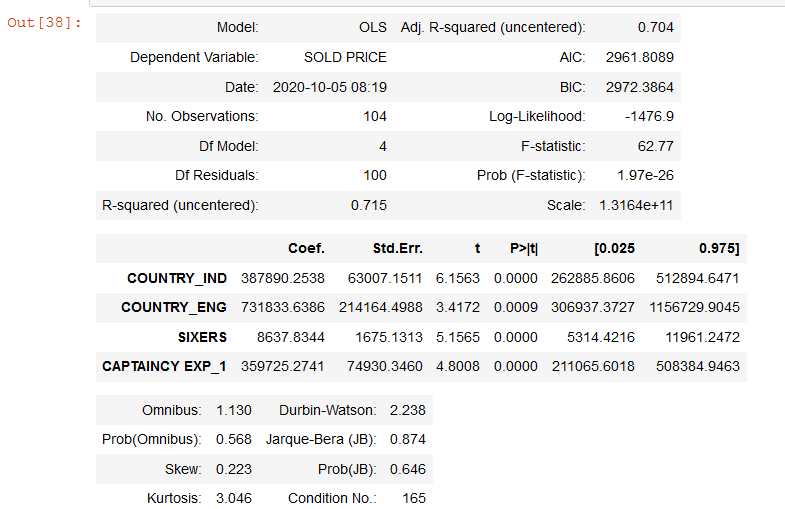 Out[38]:
Model: OLS Adj. R-squared (uncentered): 0.704
Dependent Variable: SOLD PRICE AIC: 2961.8089
Date: 2020-10-05 08:19 BIC: 2972.3864
No. Observations: 104 Log-Likelihood: -1476.9
Df Model: 4 F-statistic: 62.77
Df Residuals: 100 Prob (F-statistic): 1.97e-26
R-squared (uncentered): 0.715 Scale: 1.3164e+11
Coef. Std.Err. t P>|t| [0.025 0.975]
COUNTRY_IND 387890.2538 63007.1511 6.1563 0.0000 262885.8606 512894.6471
COUNTRY_ENG 731833.6386 214164.4988 3.4172 0.0009 306937.3727 1156729.9045
SIXERS 8637.8344 1675.1313 5.1565 0.0000 5314.4216 11961.2472
CAPTAINCY EXP_1 359725.2741 74930.3460 4.8008 0.0000 211065.6018 508384.9463
Omnibus: 1.130 Durbin-Watson: 2.238
Prob(Omnibus): 0.568 Jarque-Bera (JB): 0.874
Skew: 0.223 Prob(JB): 0.646
Kurtosis: 3.046 Condition No.: 165